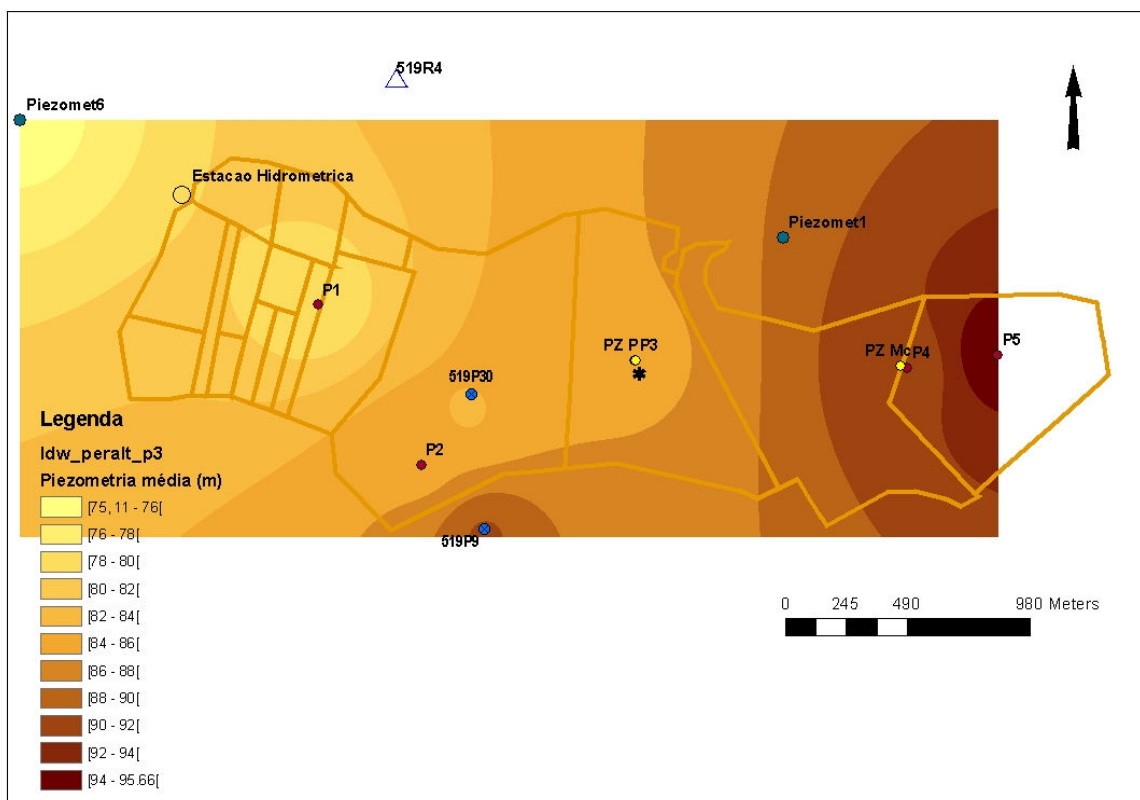 519R4
Piezomet6
Estacao Hidrometrica
Piezomet1
P1
PZ PP3
PZ McP4
P5
519P30
P2
519P9
Legenda
Idw_peralt_p3
Piezometria média (m)
[75,11 - 76[
[76 - 78[
[78 - 80[
[80 - 82[
[82 - 84[
[84 - 86[
[86 - 88[
[88 - 90[
[90 - 92[
[92 - 94[
[94 - 95.66[
0 245 490 980 Meters